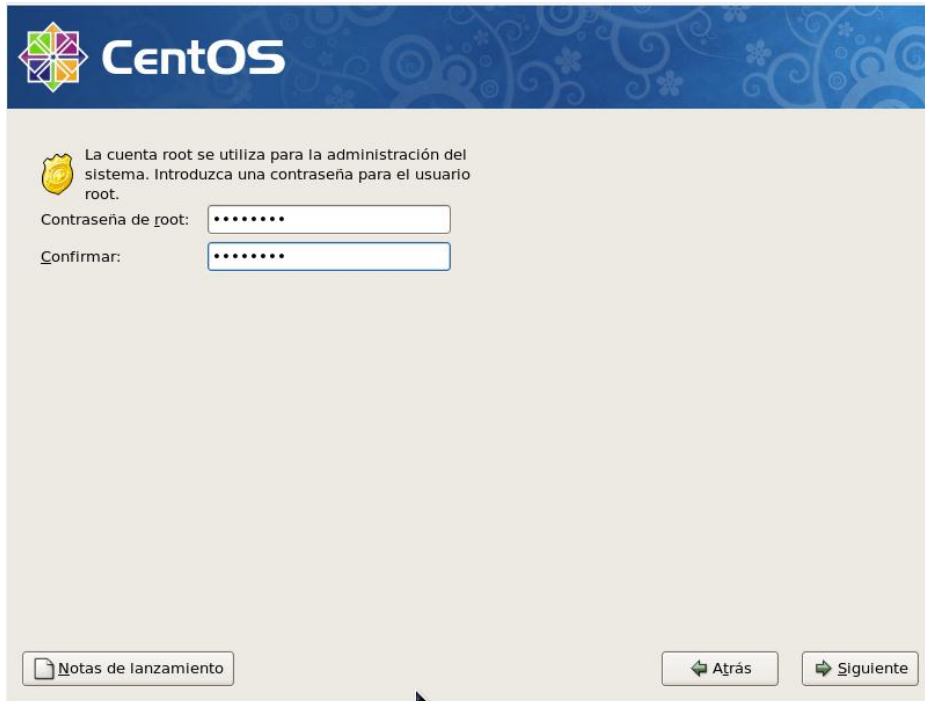 CentOS
La cuenta root se utiliza para la administración del
sistema. Introduzca una contraseña para el usuario
root.
Contraseña de root: ••••••••
Confirmar: ••••••••
Notas de lanzamiento
Atrás
Siguiente